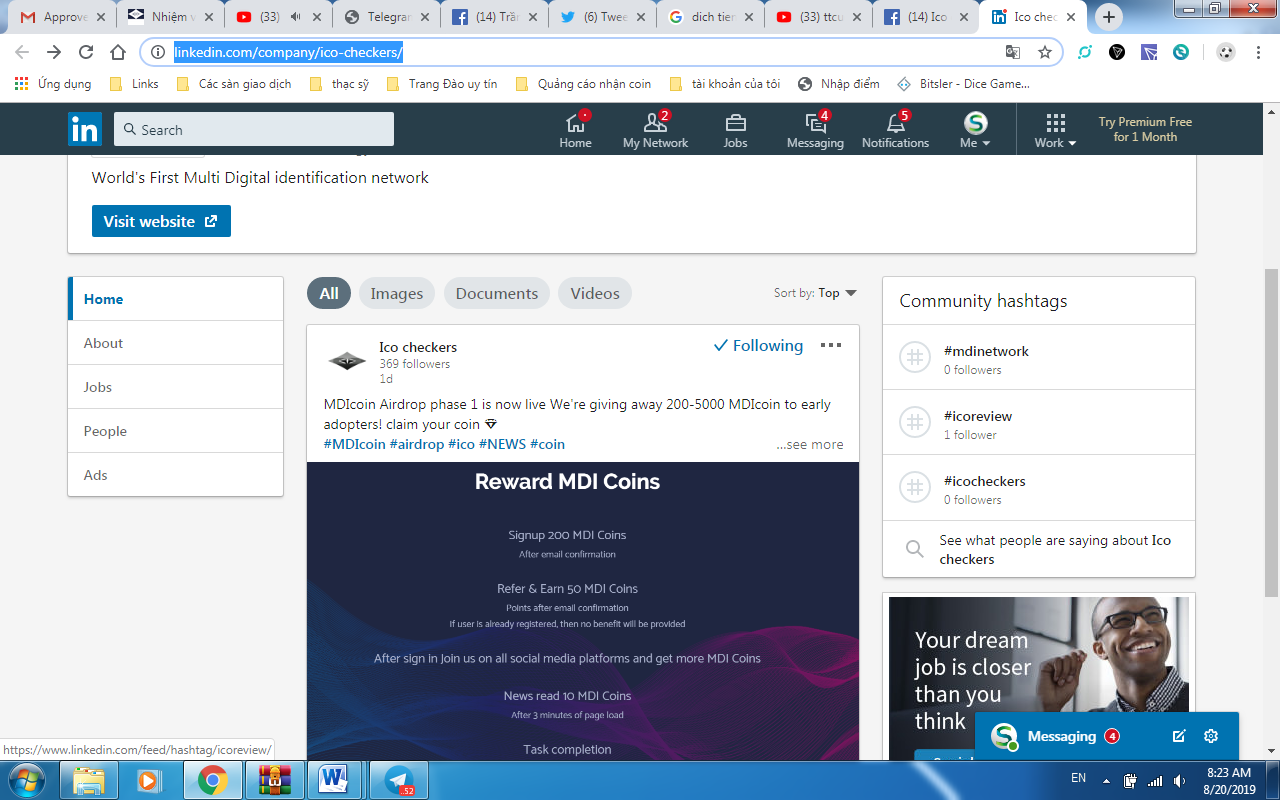 Approve
Nhiệm v
(33)
Telegran
(14) Trần
(6) Twee
dich tien
(33) ttcu
(14) Ico
Ico chec
linkedin.com/company/ico-checkers/
Ứng dụng
Links
Các sàn giao dịch
thạc sỹ
Trang Đào uy tín
Quảng cáo nhận coin
tài khoản của tôi
Nhập điểm
Bitsler - Dice Game...
in
Search
Home
2
My Network
Jobs
4
Messaging
5
Notifications
Me
Work
Try Premium Free
for 1 Month
World's First Multi Digital identification network
Visit website
Home
About
Jobs
People
Ads
All
Images
Documents
Videos
Sort by: Top
Ico checkers
369 followers
1d
Following
MDIcoin Airdrop phase 1 is now live We're giving away 200-5000 MDIcoin to early
adopters! claim your coin
#MDIcoin #airdrop #ico #NEWS #coin
...see more
Reward MDI Coins
Signup 200 MDI Coins
After email confirmation
Refer & Earn 50 MDI Coins
Points after email confirmation
If user is already registered, then no benefit will be provided
After sign in Join us on all social media platforms and get more MDI Coins
News read 10 MDI Coins
After 3 minutes of page load
Task completion
Community hashtags
#mdinetwork
0 followers
#icoreview
1 follower
#icocheckers
0 followers
See what people are saying about Ico
checkers
Your dream
job is closer
than you
think
Messaging 4
https://www.linkedin.com/feed/hashtag/icoreview/
52
EN
8:23 AM
8/20/2019